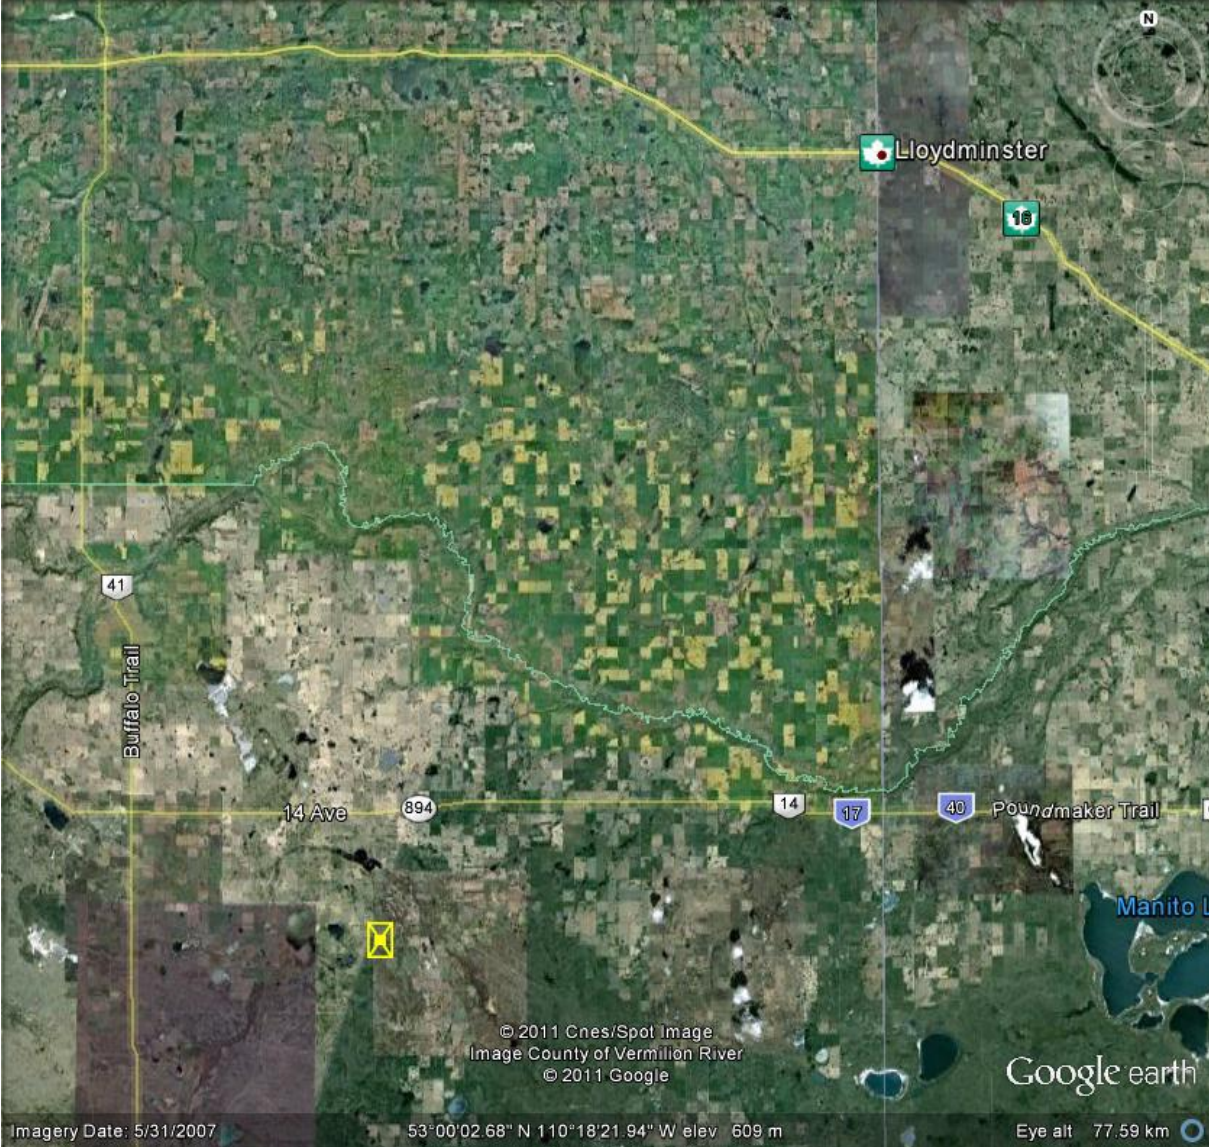 N
Lloydminster
16
41
Buffalo Trail
14 Ave
894
14
17
40
Poundmaker Trail
Manito L
© 2011 Cnes/Spot Image
Image County of Vermilion River
© 2011 Google
Google earth
Imagery Date: 5/31/2007
53°00'02.68" N 110°18'21.94" W elev 609 m
Eye alt 77.59 km